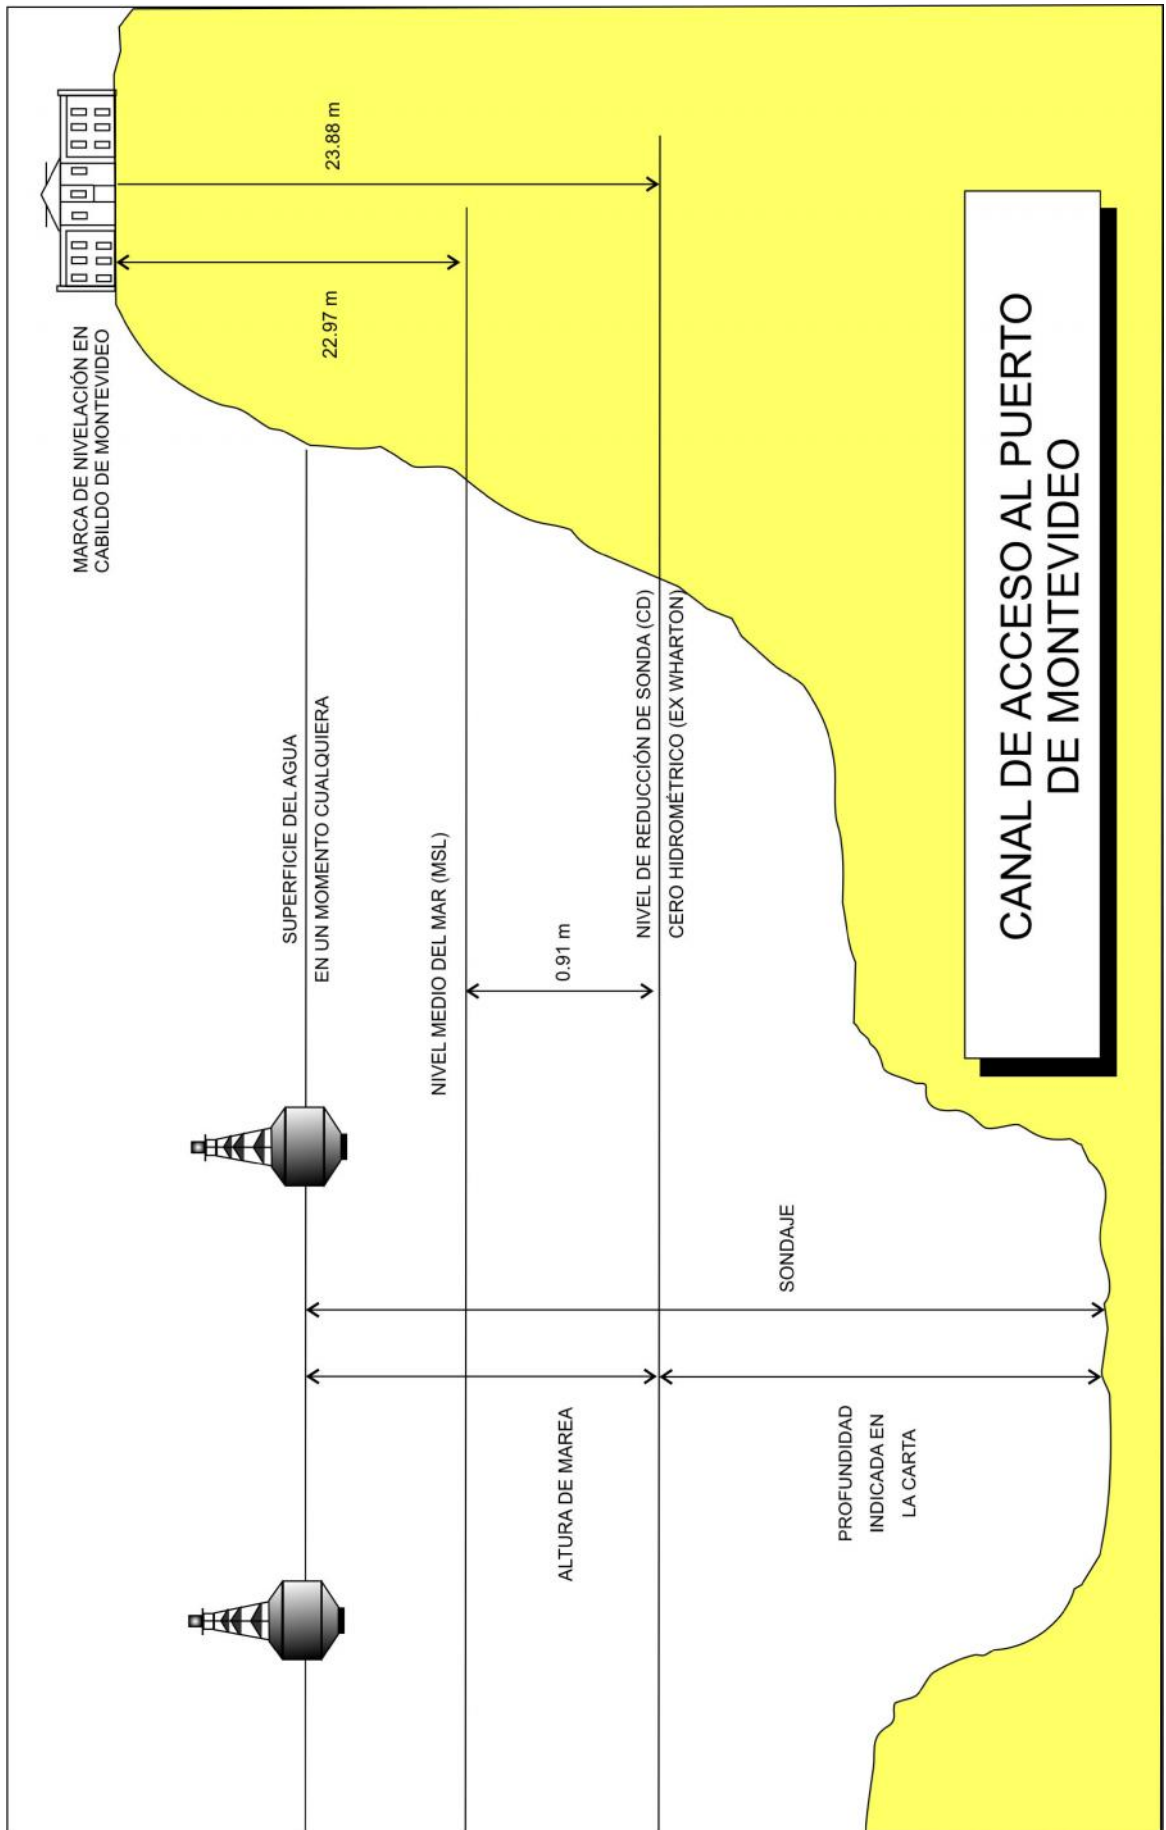 MARCA DE NIVELACIÓN EN
CABILDO DE MONTEVIDEO
23.88 m
22.97 m
SUPERFICIE DEL AGUA
EN UN MOMENTO CUALQUIERA
NIVEL MEDIO DEL MAR (MSL)
0.91 m
NIVEL DE REDUCCIÓN DE SONDA (CD)
CERO HIDROMÉTRICO (EX WHARTON)
SONDAJE
ALTURA DE MAREA
PROFUNDIDAD
INDICADA EN
LA CARTA
CANAL DE ACCESO AL PUERTO
DE MONTEVIDEO